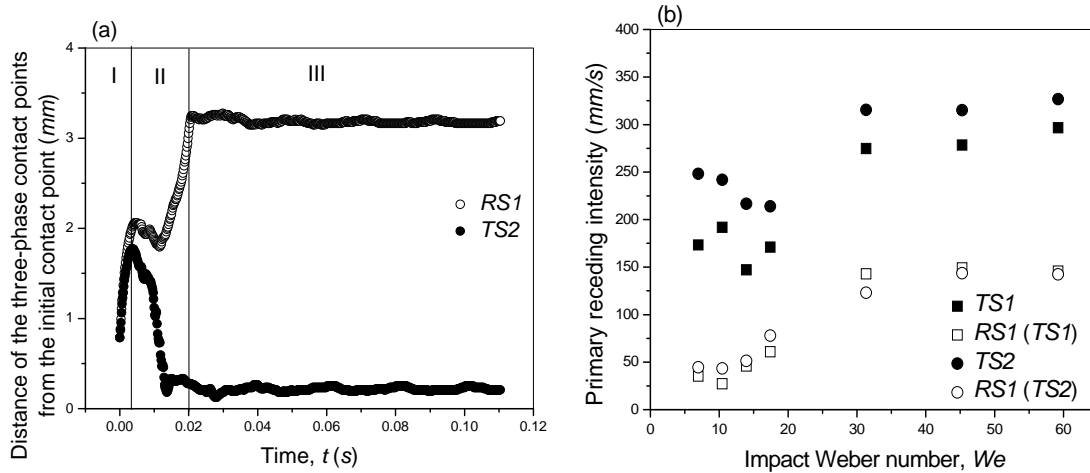 (a)
Distance of the three-phase contact points
from the initial contact point (mm)
4
3
2
1
0
I
II
III
RS1
TS2
0.00
0.02
0.04
0.06
0.08
0.10
0.12
Time, t (s)
(b)
Primary receding intensity (mm/s)
400
350
300
250
200
150
100
50
0
TS1
RS1 (TS1)
TS2
RS1 (TS2)
0
10
20
30
40
50
60
Impact Weber number, We